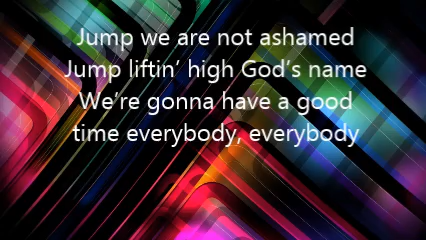 Jump we are not ashamed
Jump liftin’ high God’s name
We’re gonna have a good
time everybody, everybody